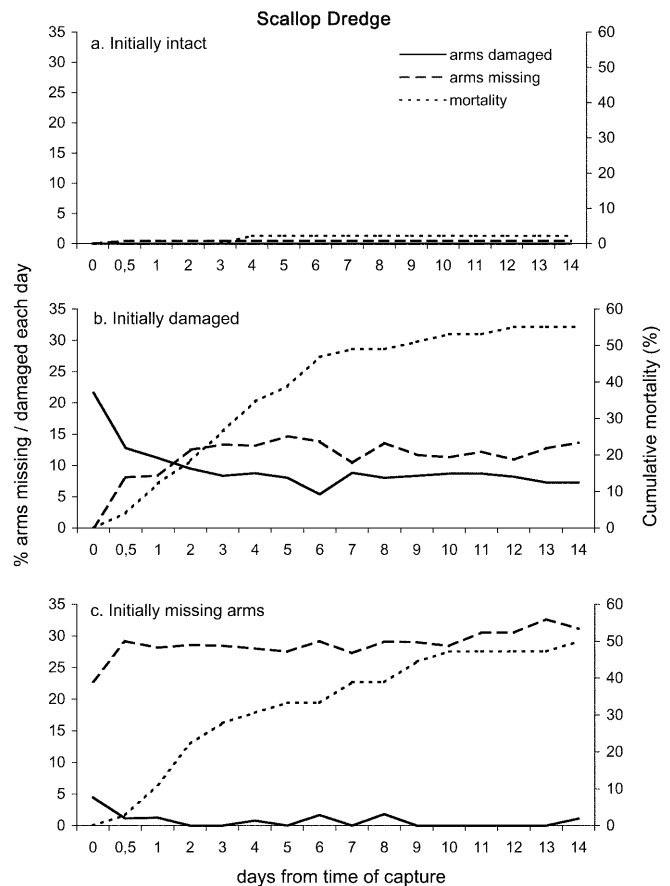 Scallop Dredge
a. Initially intact
arms damaged
arms missing
mortality
35 30 25 20 15 10 5 0
60 50 40 30 20 10 0
0 0,5 1 2 3 4 5 6 7 8 9 10 11 12 13 14
b. Initially damaged
35 30 25 20 15 10 5 0
60 50 40 30 20 10 0
0 0,5 1 2 3 4 5 6 7 8 9 10 11 12 13 14
c. Initially missing arms
35 30 25 20 15 10 5 0
60 50 40 30 20 10 0
0 0,5 1 2 3 4 5 6 7 8 9 10 11 12 13 14
% arms missing / damaged each day
Cumulative mortality (%)
days from time of capture